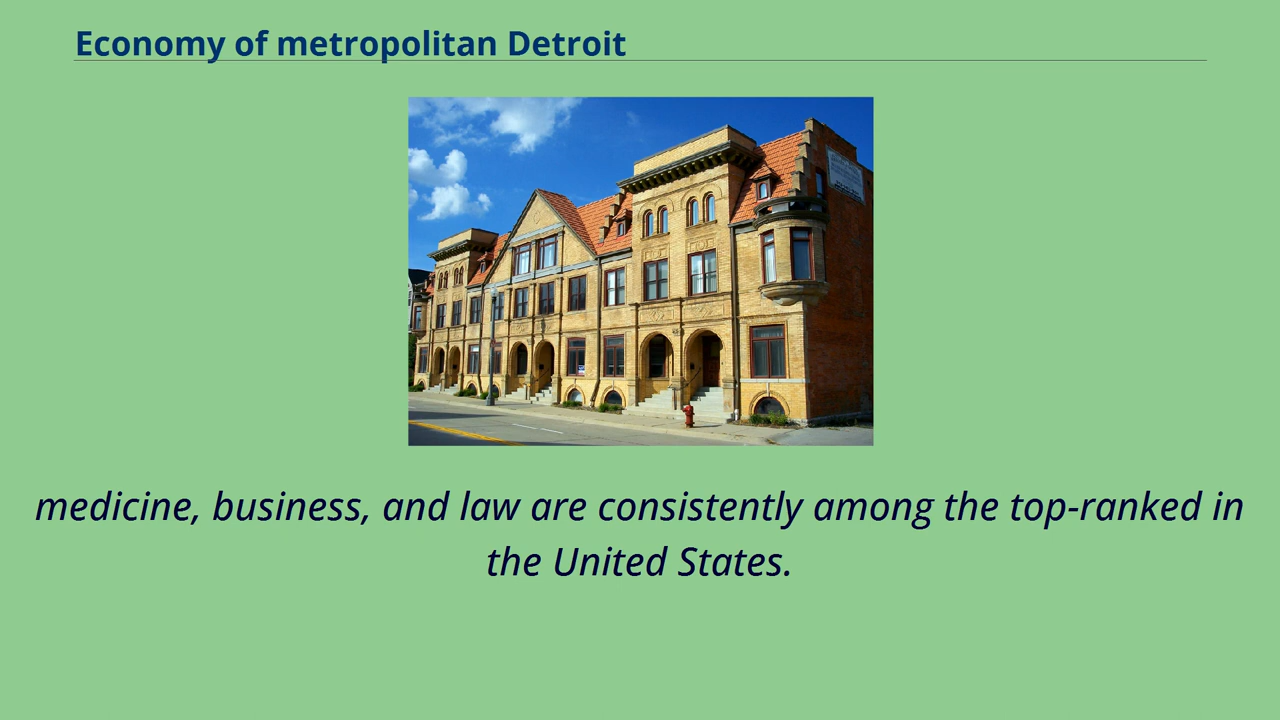 Economy of metropolitan Detroit
medicine, business, and law are consistently among the top-ranked in
the United States.